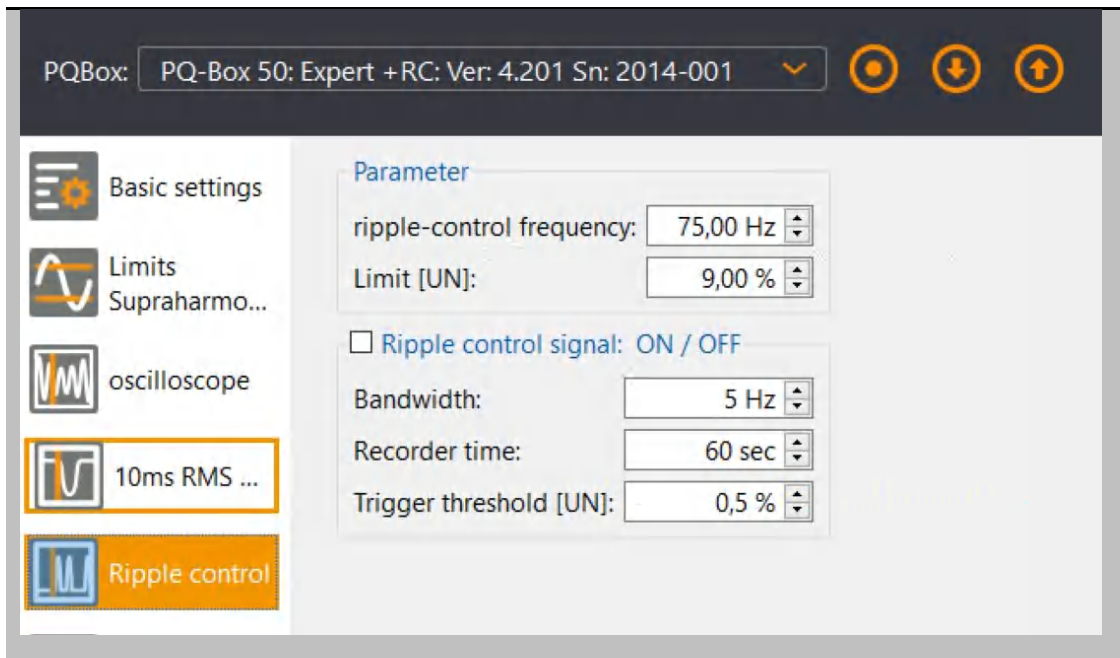 PQBox: PQ-Box 50: Expert +RC: Ver: 4.201 Sn: 2014-001
Basic settings
Limits
Supraharmo...
oscilloscope
10ms RMS ...
Ripple control
Parameter
ripple-control frequency: 75,00 Hz
Limit [UN]: 9,00 %
Ripple control signal: ON / OFF
Bandwidth: 5 Hz
Recorder time: 60 sec
Trigger threshold [UN]: 0,5 %